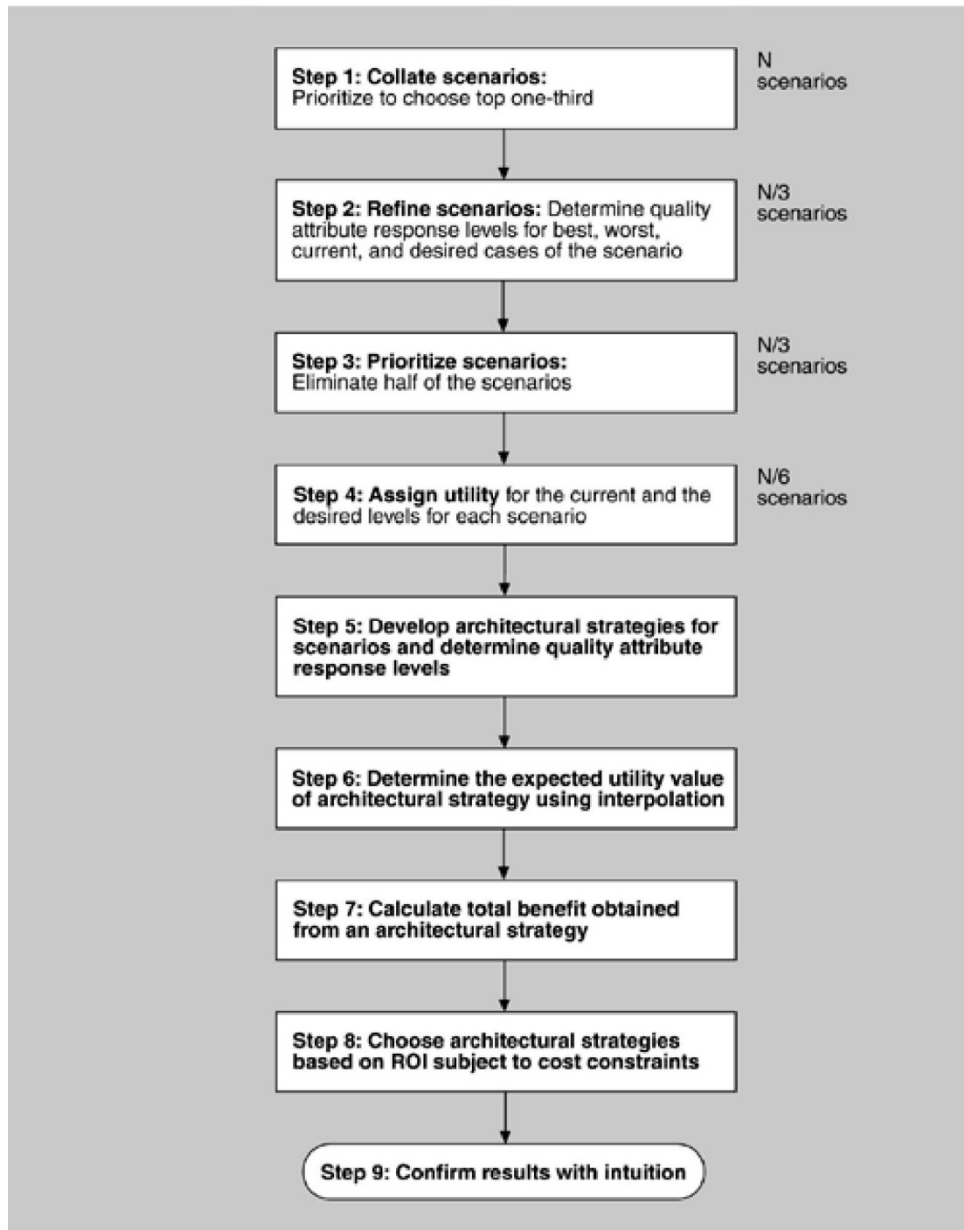 Step 1: Collate scenarios:
Prioritize to choose top one-third
N
scenarios
Step 2: Refine scenarios: Determine quality
attribute response levels for best, worst,
current, and desired cases of the scenario
N/3
scenarios
Step 3: Prioritize scenarios:
Eliminate half of the scenarios
N/3
scenarios
Step 4: Assign utility for the current and the
desired levels for each scenario
N/6
scenarios
Step 5: Develop architectural strategies for
scenarios and determine quality attribute
response levels
Step 6: Determine the expected utility value
of architectural strategy using interpolation
Step 7: Calculate total benefit obtained
from an architectural strategy
Step 8: Choose architectural strategies
based on ROI subject to cost constraints
Step 9: Confirm results with intuition